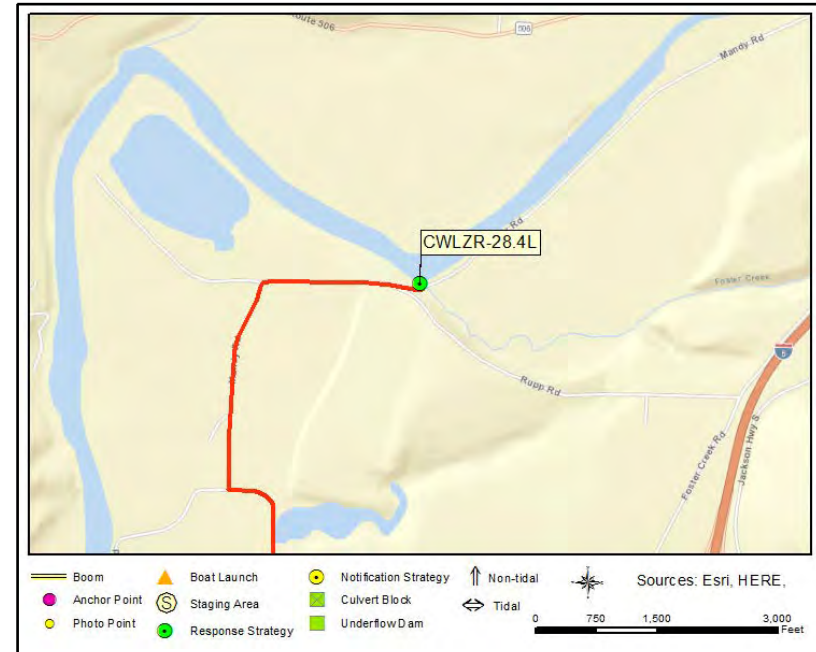 506
Mandy Rd
CWLZR-28.4L
Rd
Foster Creek
5
Rupp Rd
Foster Creek Rd
Jackson Hwy S
Boom
Boat Launch
Notification Strategy
Non-tidal
Sources: Esri, HERE,
Anchor Point
Staging Area
S
Culvert Block
Tidal
Photo Point
Response Strategy
Underflow Dam
0 750 1,500 3,000
Feet